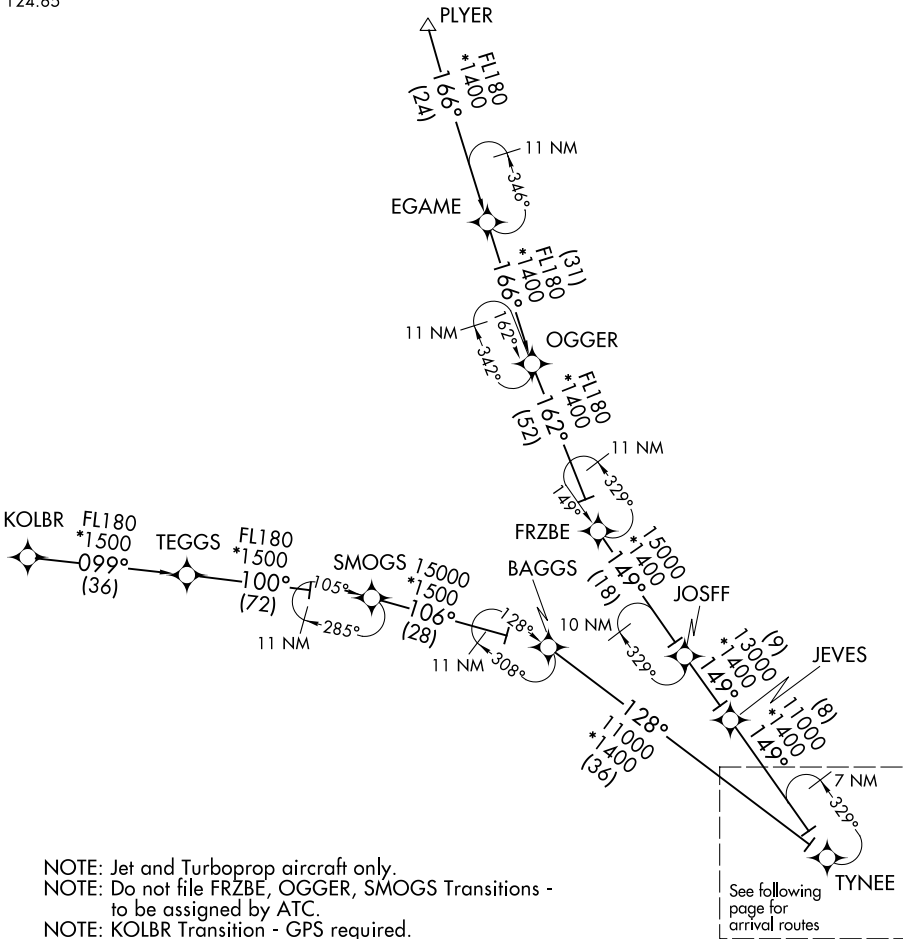 124.85
PLYER
FL180
*1400
166°
(24)
11 NM
346°
EGAME
(31)
FL180
*1400
166°
11 NM
162°
342°
OGGER
FL180
*1400
162°
(52)
11 NM
329°
149°
FRZBE
15000
*1400
149°
(18)
KOLBR
FL180
*1500
099°
(36)
TEGGS
FL180
*1500
100°
(72)
105°
285°
11 NM
SMOGS
15000
*1500
106°
(28)
128°
308°
11 NM
BAGGS
JOSFF
10 NM
329°
(9)
13000
*1400
149°
JEVES
(8)
11000
*1400
149°
128°
11000
*1400
(36)
7 NM
329°
TYNEE
See following
page for
arrival routes
NOTE: Jet and Turboprop aircraft only.
NOTE: Do not file FRZBE, OGGER, SMOGS Transitions -
to be assigned by ATC.
NOTE: KOLBR Transition - GPS required.